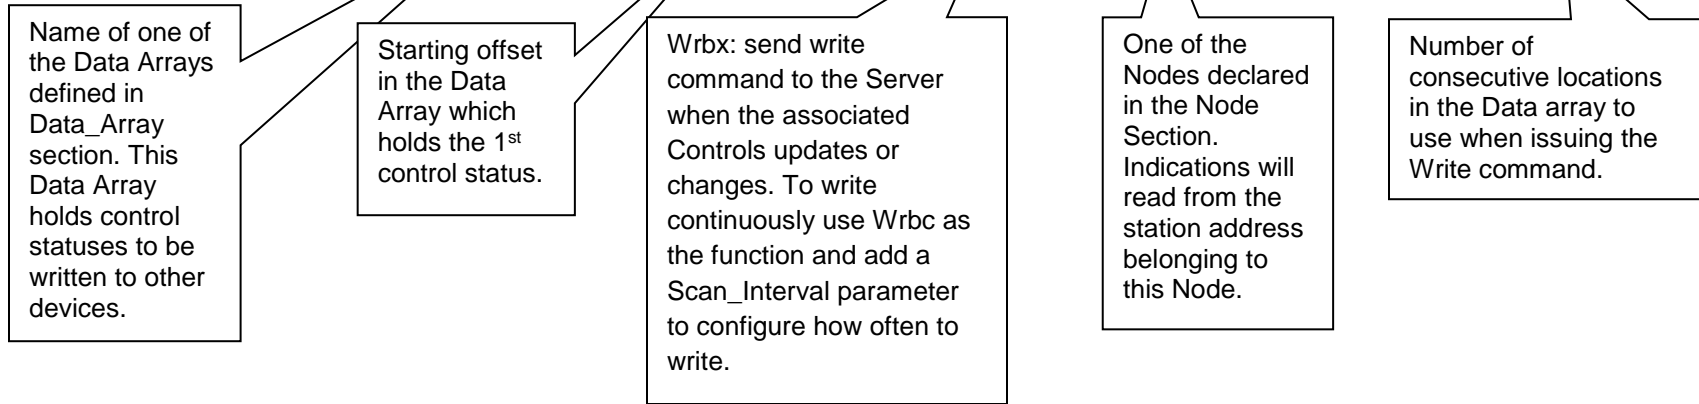 Name of one of
the Data Arrays
defined in
Data_Array
section. This
Data Array
holds control
statuses to be
written to other
devices.
Starting offset
in the Data
Array which
holds the 1st
control status.
Wrbx: send write
command to the Server
when the associated
Controls updates or
changes. To write
continuously use Wrbc as
the function and add a
Scan_Interval parameter
to configure how often to
write.
One of the
Nodes declared
in the Node
Section.
Indications will
read from the
station address
belonging to
this Node.
Number of
consecutive locations
in the Data array to
use when issuing the
Write command.